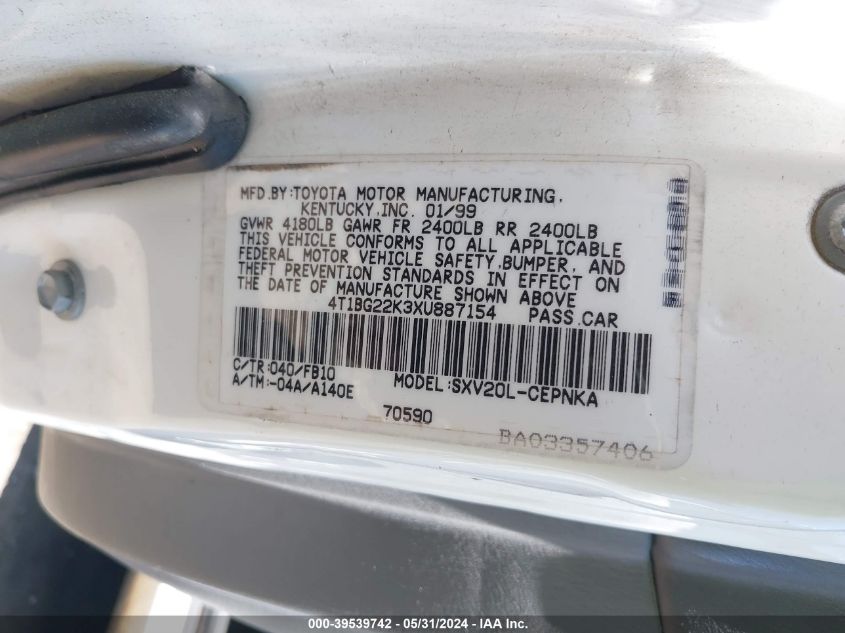 MFD.BY:TOYOTA MOTOR MANUFACTURING,
KENTUCKY,INC. 01/99
GVWR 4180LB GAWR FR 2400LB RR 2400LB
THIS VEHICLE CONFORMS TO ALL APPLICABLE
FEDERAL MOTOR VEHICLE SAFETY,BUMPER, AND
THEFT PREVENTION STANDARDS IN EFFECT ON
THE DATE OF MANUFACTURE SHOWN ABOVE
4T1BG22K3XU887154 PASS.CAR
C/TR:040/FB10
A/TM:-04A/A140E MODEL:SXV20L-CEPNKA
70590
BA03357406
000-39539742 / 05/31/2024 / IAAI.COM